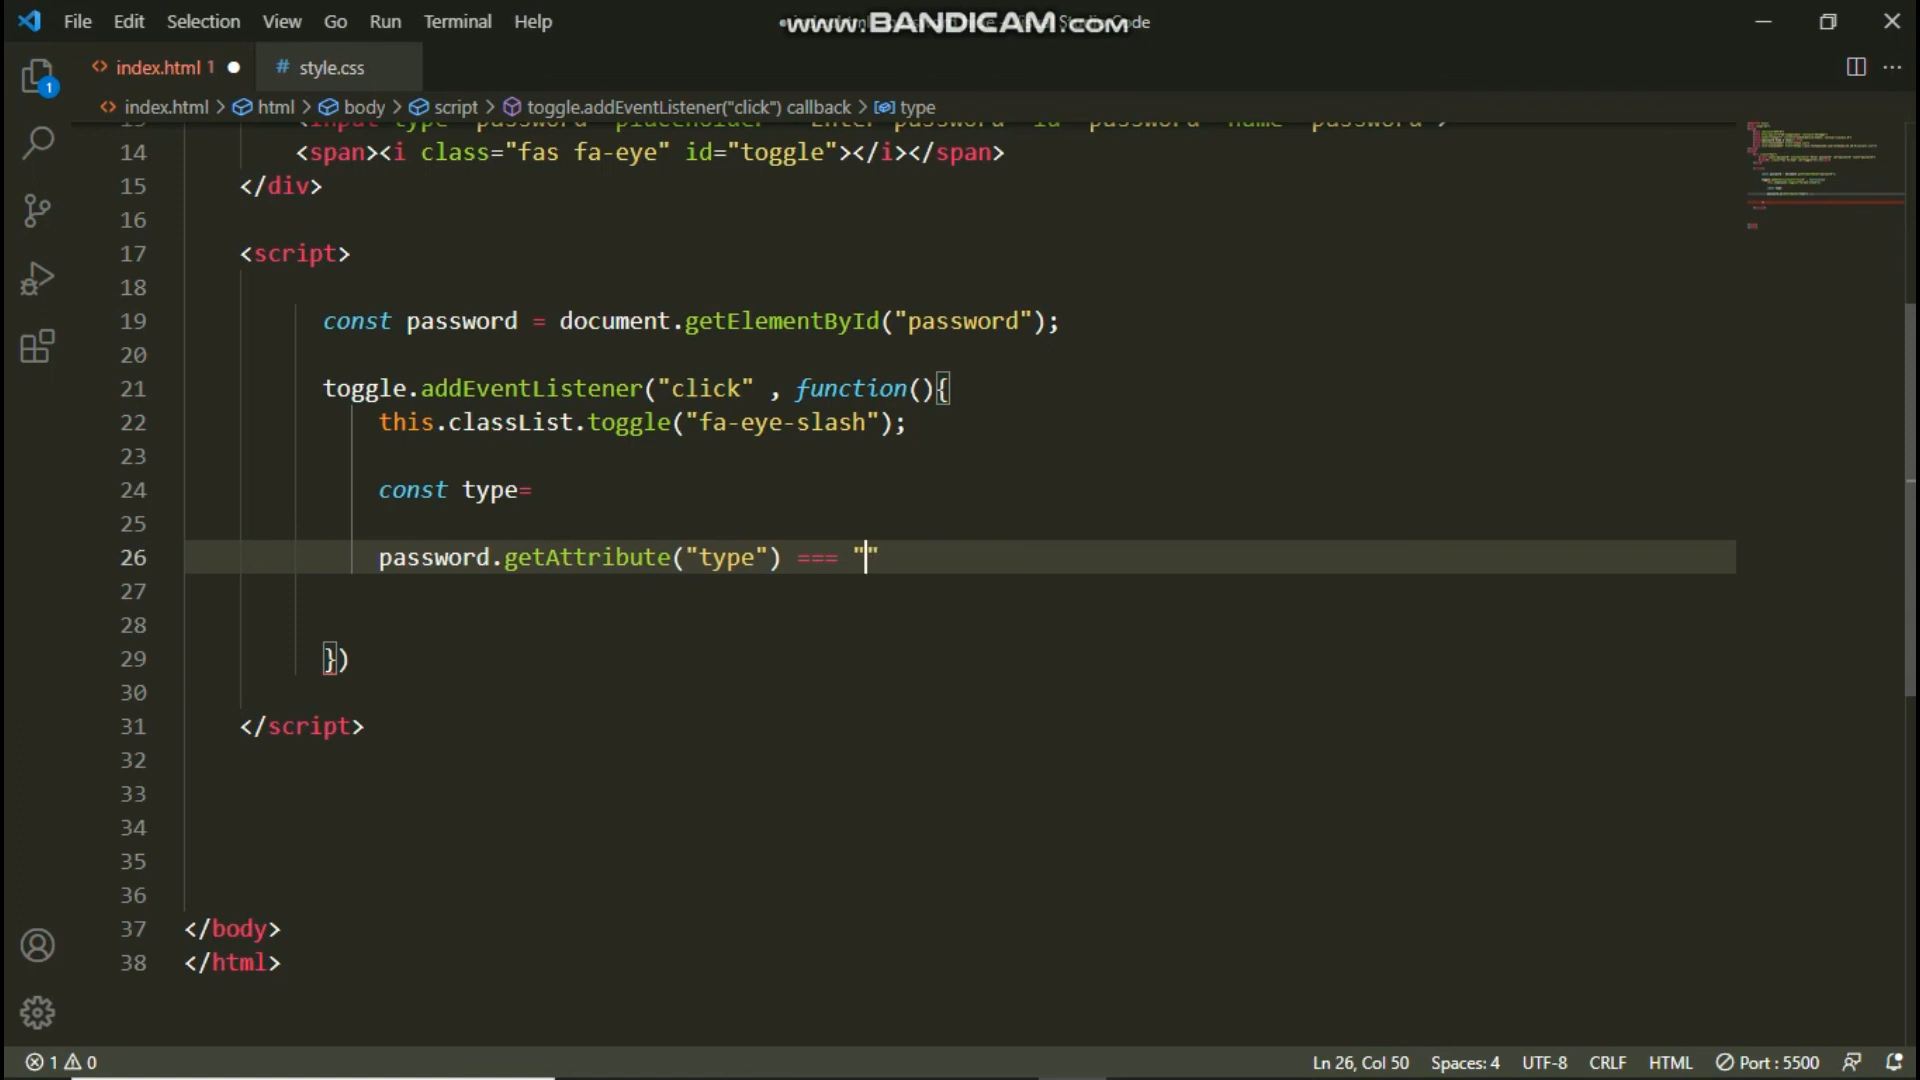 File Edit Selection View Go Run Terminal Help
www.BANDICAM.com
index.html 1
# style.css
index.html > html > body > script > toggle.addEventListener("click") callback > type
14 <span><i class="fas fa-eye" id="toggle"></i></span>
15 </div>
16
17 <script>
18
19 const password = document.getElementById("password");
20
21 toggle.addEventListener("click" , function(){
22 this.classList.toggle("fa-eye-slash");
23
24 const type=
25
26 password.getAttribute("type") === ""
27
28
29 })
30
31 </script>
32
33
34
35
36
37 </body>
38 </html>
1
1 0
Ln 26, Col 50 Spaces: 4 UTF-8 CRLF HTML Port : 5500